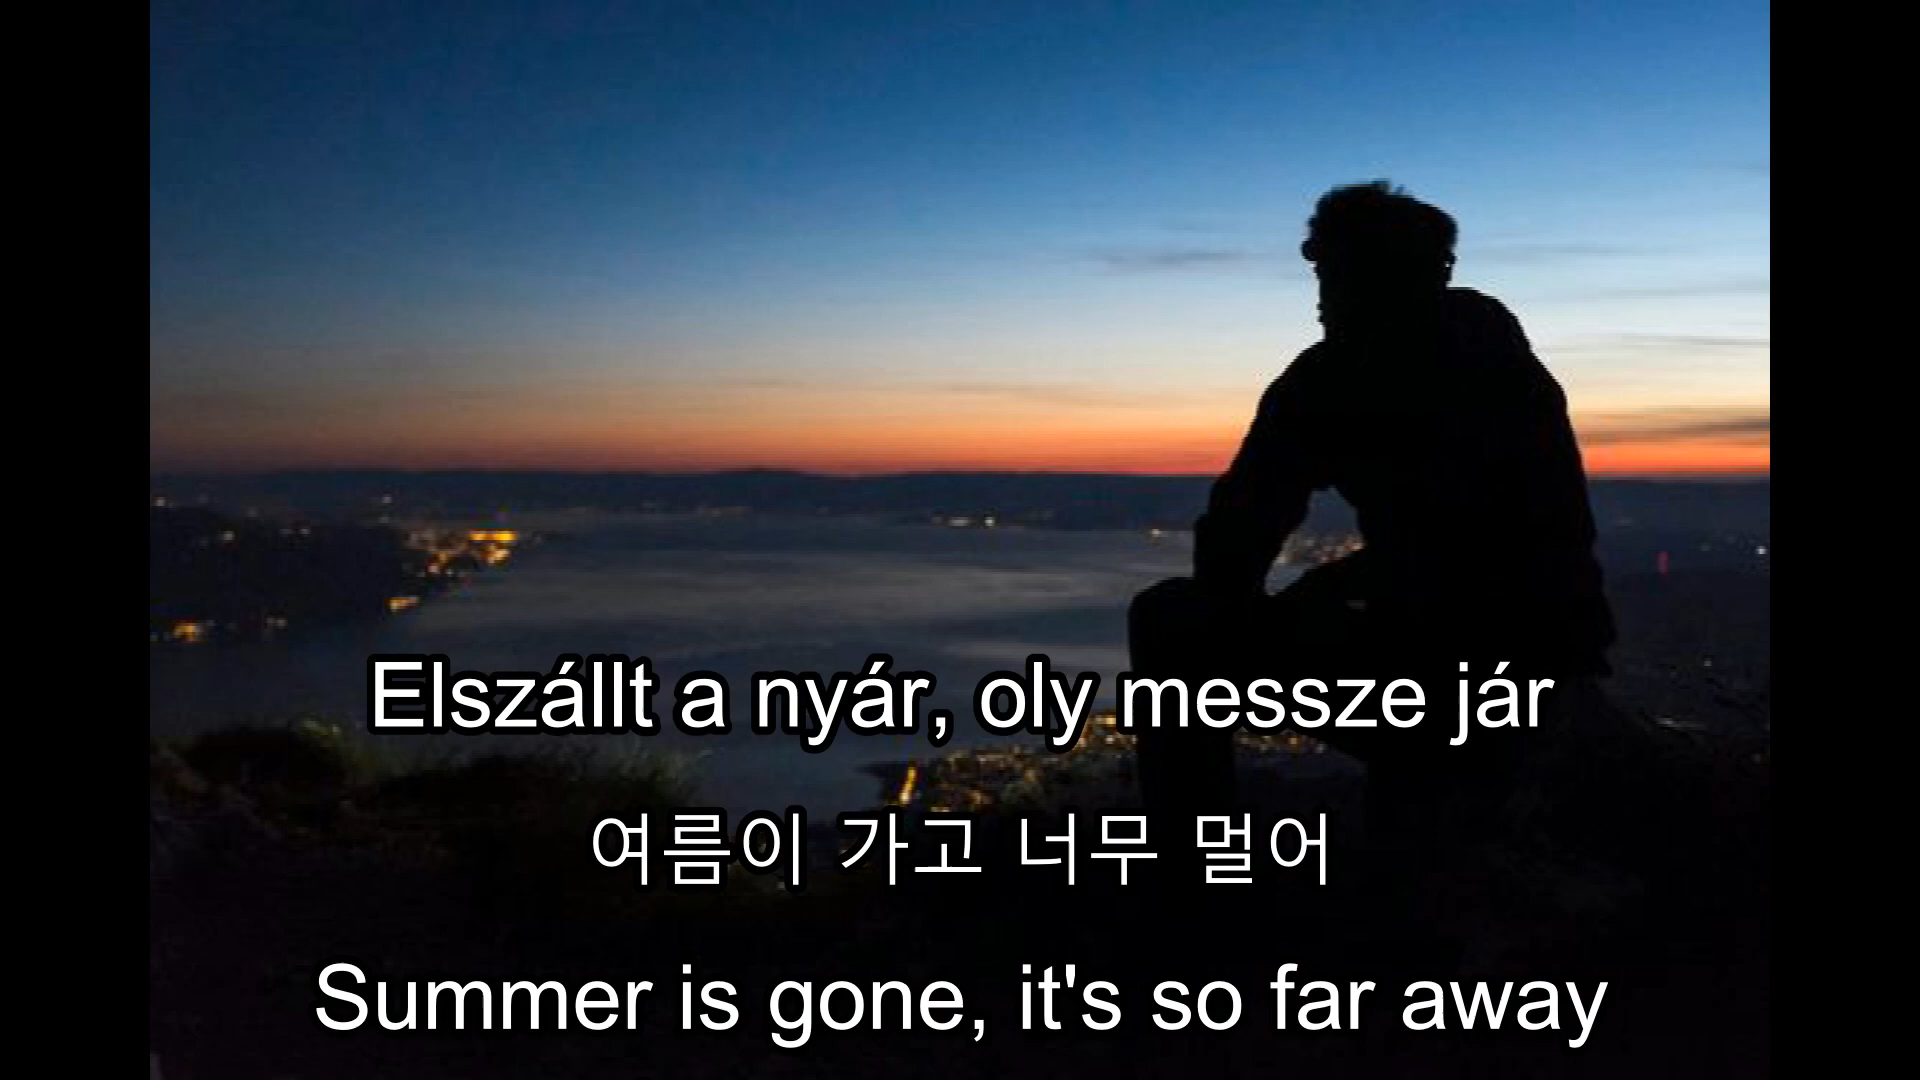 Elszállt a nyár, oly messze jár
여름이 가고 너무 멀어
Summer is gone, it's so far away